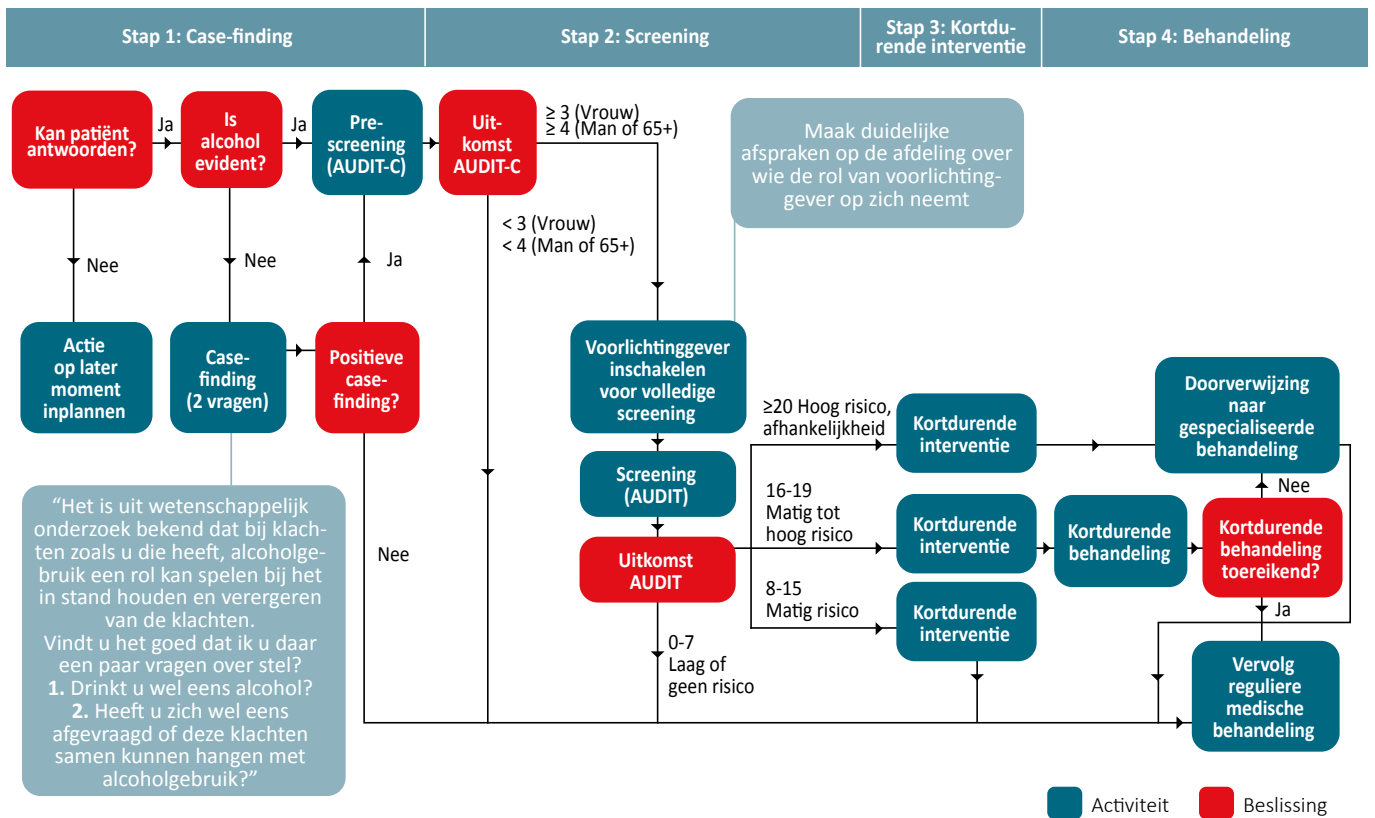 Stap 1: Case-finding
Stap 2: Screening
Stap 3: Kortdu-
rende interventie
Stap 4: Behandeling
Kan patiënt
antwoorden?
Ja
Is
alcohol
evident?
Ja
Pre-
screening
(AUDIT-C)
Uit-
komst
AUDIT-C
≥ 3 (Vrouw)
≥ 4 (Man of 65+)
Maak duidelijke
afspraken op de afdeling over
wie de rol van voorlichting-
gever op zich neemt
< 3 (Vrouw)
< 4 (Man of 65+)
Nee
Nee
Ja
Actie
op later
moment
inplannen
Case-
finding
(2 vragen)
Positieve
case-
finding?
Voorlichtinggever
inschakelen
voor volledige
screening
Doorverwijzing
naar
gespecialiseerde
behandeling
≥20 Hoog risico,
afhankelijkheid
Kortdurende
interventie
Screening
(AUDIT)
Nee
16-19
Matig tot
hoog risico
Kortdurende
interventie
Kortdurende
behandeling
Kortdurende
behandeling
toereikend?
Uitkomst
AUDIT
Nee
8-15
Matig risico
Kortdurende
interventie
Ja
0-7
Laag of
geen risico
Vervolg
reguliere
medische
behandeling
“Het is uit wetenschappelijk
onderzoek bekend dat bij klach-
ten zoals u die heeft, alcoholge-
bruik een rol kan spelen bij het
in stand houden en verergeren
van de klachten.
Vindt u het goed dat ik u daar
een paar vragen over stel?
1. Drinkt u wel eens alcohol?
2. Heeft u zich wel eens
afgevraagd of deze klachten
samen kunnen hangen met
alcoholgebruik?”
Activiteit
Beslissing